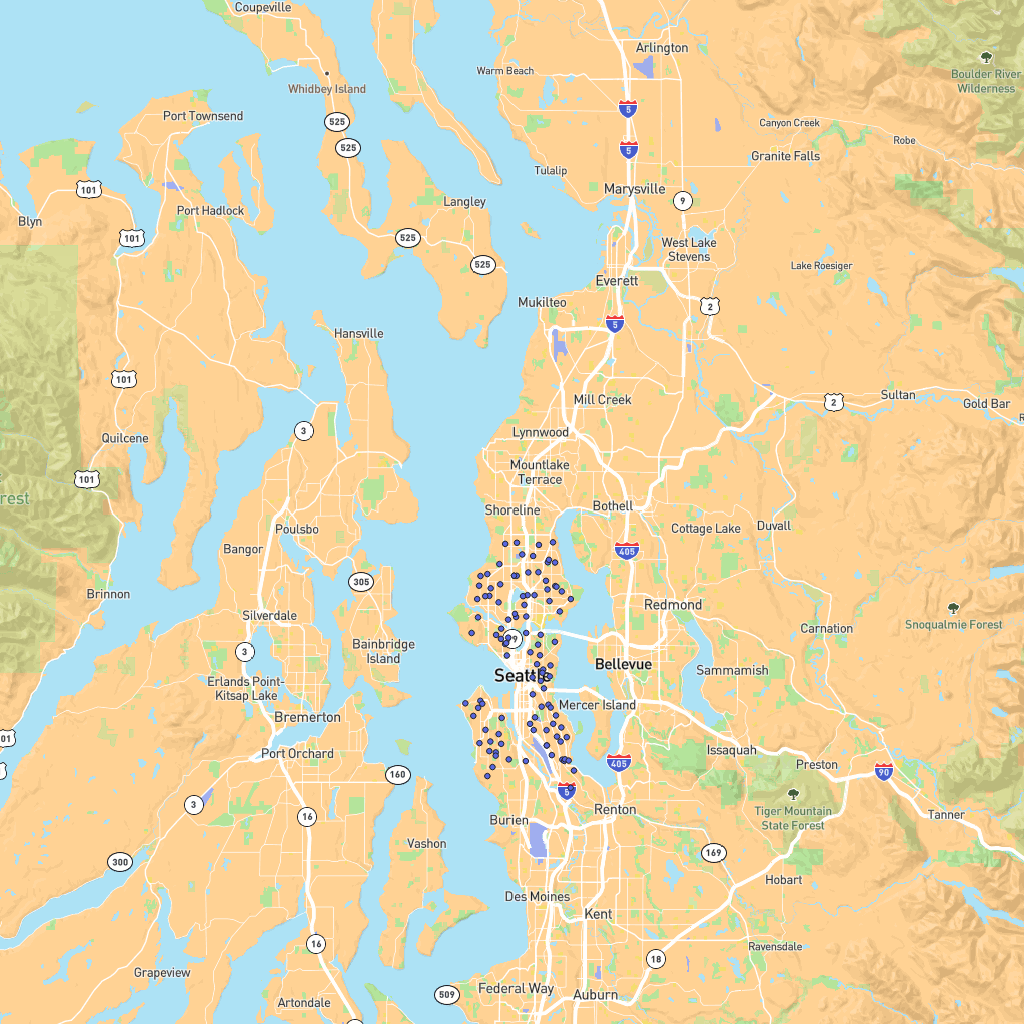 Coupeville
Arlington
Warm Beach
Boulder River
Wilderness
Whidbey Island
5
525
Port Townsend
Canyon Creek
525
5
Robe
Granite Falls
Tulalip
101
Marysville
9
Langley
Port Hadlock
Blyn
101
525
West Lake
Stevens
525
Lake Roesiger
Everett
Mukilteo
2
5
Hansville
101
Sultan
Mill Creek
2
Gold Bar
3
Lynnwood
Quilcene
Mountlake
Terrace
101
Bothell
Shoreline
Poulsbo
Cottage Lake
Duvall
Bangor
405
305
Brinnon
Redmond
Snoqualmie Forest
Silverdale
Carnation
9
Bainbridge
Island
3
Bellevue
Sammamish
Seattle
Erlands Point-
Kitsap Lake
Mercer Island
Bremerton
01
Issaquah
Port Orchard
Preston
405
90
160
5
3
Renton
Tiger Mountain
State Forest
16
Burien
Tanner
Vashon
169
300
Hobart
Des Moines
Kent
16
Ravensdale
18
Grapeview
Federal Way
509
Auburn
Artondale